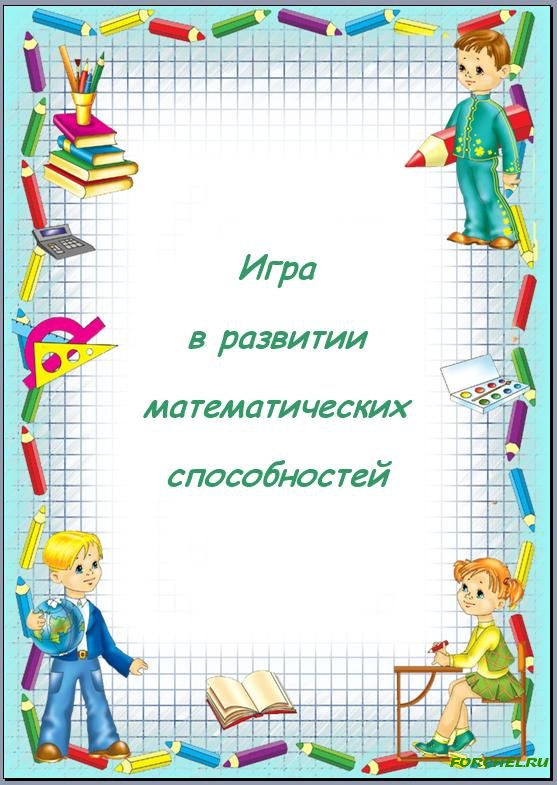 Игра
в развитии
математических
способностей
FORCHEL.RU